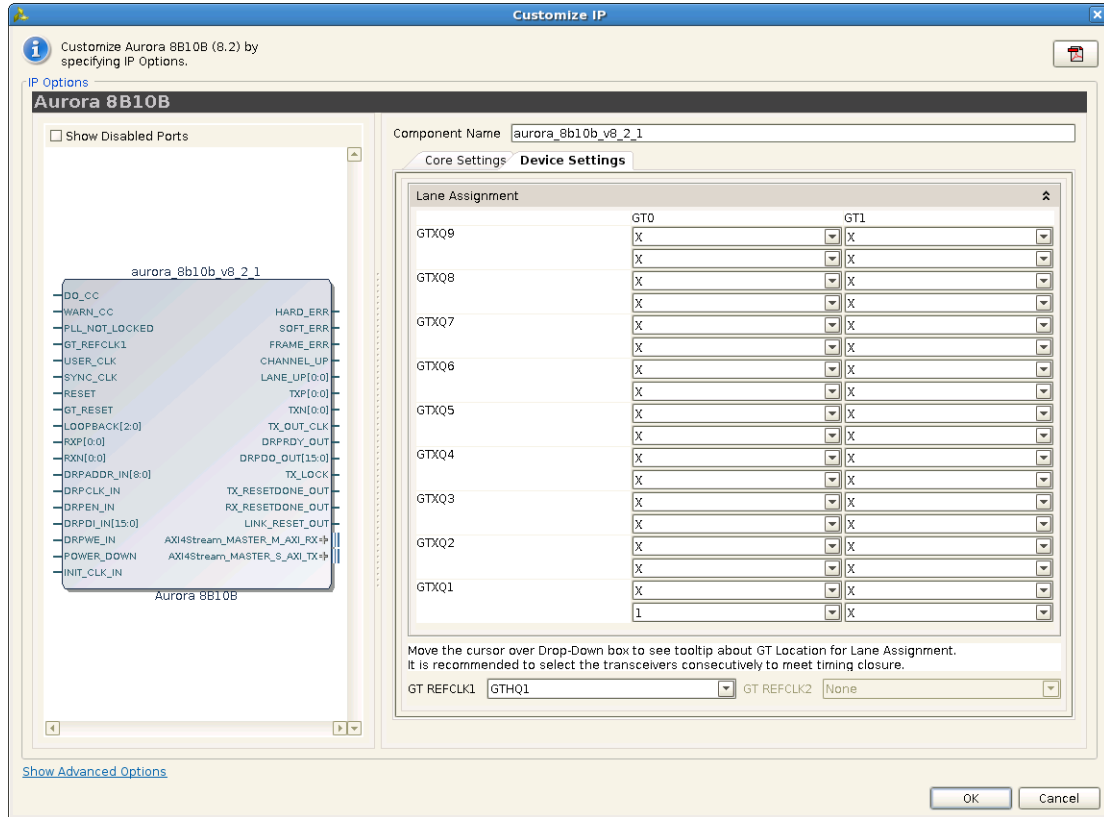 Customize IP
Customize Aurora 8B10B (8.2) by
specifying IP Options.
IP Options
Aurora 8B10B
Show Disabled Ports
aurora_8b10b_v8_2_1
DO_CC
WARN_CC
HARD_ERR
PLL_NOT_LOCKED
SOFT_ERR
GT_REFCLK1
FRAME_ERR
USER_CLK
CHANNEL_UP
SYNC_CLK
LANE_UP[0:0]
RESET
TXP[0:0]
GT_RESET
TXN[0:0]
LOOPBACK[2:0]
TX_OUT_CLK
RXP[0:0]
DRPRDY_OUT
RXN[0:0]
DRPDO_OUT[15:0]
DRPADDR_IN[8:0]
TX_LOCK
DRPCLK_IN
TX_RESETDONE_OUT
DRPEN_IN
RX_RESETDONE_OUT
DRPDI_IN[15:0]
LINK_RESET_OUT
DRPWE_IN
AXI4Stream_MASTER_M_AXI_RX
POWER_DOWN
AXI4Stream_MASTER_S_AXI_TX
INIT_CLK_IN
Aurora 8B10B
Component Name aurora_8b10b_v8_2_1
Core Settings Device Settings
Lane Assignment
GT0 GT1
GTXQ9 X X
X X
GTXQ8 X X
X X
GTXQ7 X X
X X
GTXQ6 X X
X X
GTXQ5 X X
X X
GTXQ4 X X
X X
GTXQ3 X X
X X
GTXQ2 X X
X X
GTXQ1 X X
1 X
Move the cursor over Drop-Down box to see tooltip about GT Location for Lane Assignment.
It is recommended to select the transceivers consecutively to meet timing closure.
GT REFCLK1 GTHQ1 GT REFCLK2 None
Show Advanced Options
OK Cancel